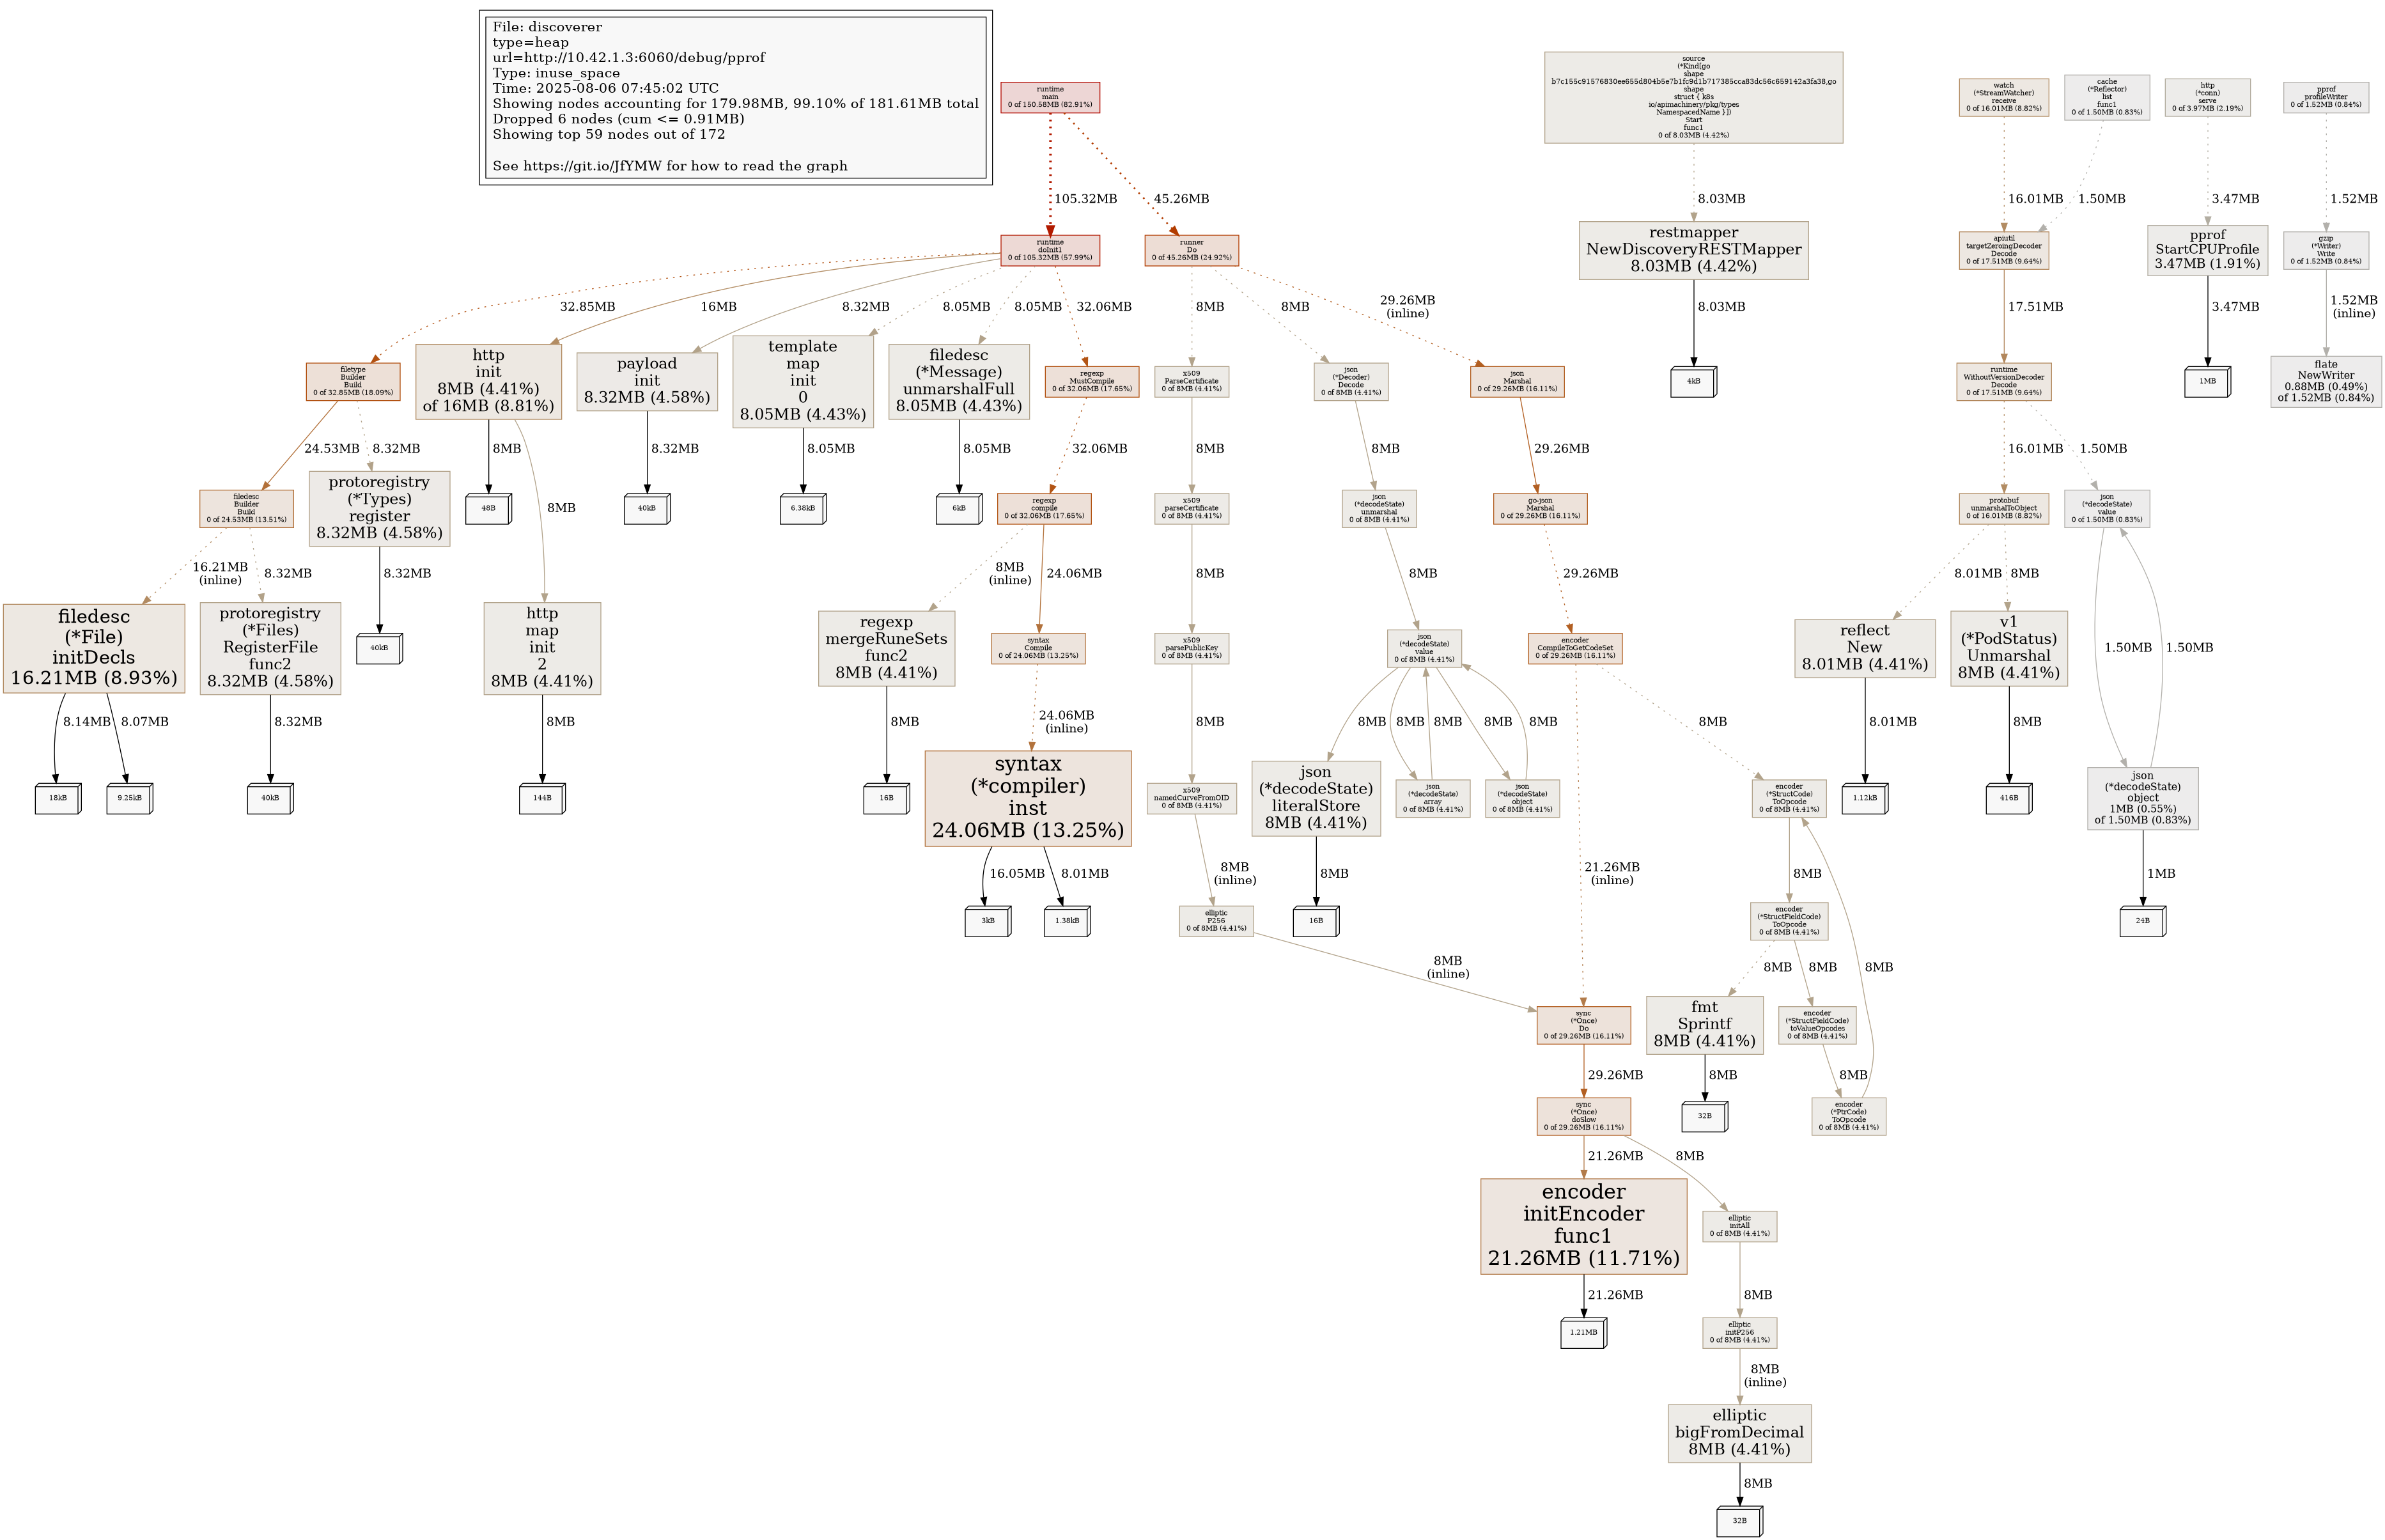 File: discoverer
type=heap
url=http://10.42.1.3:6060/debug/pprof
Type: inuse_space
Time: 2025-08-06 07:45:02 UTC
Showing nodes accounting for 179.98MB, 99.10% of 181.61MB total
Dropped 6 nodes (cum <= 0.91MB)
Showing top 59 nodes out of 172
See https://git.io/JfYMW for how to read the graph
runtime
main
0 of 150.58MB (82.91%)
source
(*Kind[go
shape
b7c155c91576830ee655d804b5e7b1fc9d1b717385cca83dc56c659142a3fa38,go
shape
struct { k8s
io/apimachinery/pkg/types
NamespacedName }])
Start
func1
0 of 8.03MB (4.42%)
watch
(*StreamWatcher)
receive
0 of 16.01MB (8.82%)
cache
(*Reflector)
list
func1
0 of 1.50MB (0.83%)
http
(*conn)
serve
0 of 3.97MB (2.19%)
pprof
profileWriter
0 of 1.52MB (0.84%)
105.32MB
45.26MB
8.03MB
16.01MB
1.50MB
3.47MB
1.52MB
runtime
doInit1
0 of 105.32MB (57.99%)
runner
Do
0 of 45.26MB (24.92%)
restmapper
NewDiscoveryRESTMapper
8.03MB (4.42%)
apiutil
targetZeroingDecoder
Decode
0 of 17.51MB (9.64%)
pprof
StartCPUProfile
3.47MB (1.91%)
gzip
(*Writer)
Write
0 of 1.52MB (0.84%)
32.85MB
16MB
8.32MB
8.05MB
8.05MB
32.06MB
8MB
8MB
29.26MB
(inline)
8.03MB
17.51MB
3.47MB
1.52MB
(inline)
filetype
Builder
Build
0 of 32.85MB (18.09%)
http
init
8MB (4.41%)
of 16MB (8.81%)
payload
init
8.32MB (4.58%)
template
map
init
0
8.05MB (4.43%)
filedesc
(*Message)
unmarshalFull
8.05MB (4.43%)
regexp
MustCompile
0 of 32.06MB (17.65%)
x509
ParseCertificate
0 of 8MB (4.41%)
json
(*Decoder)
Decode
0 of 8MB (4.41%)
json
Marshal
0 of 29.26MB (16.11%)
4kB
runtime
WithoutVersionDecoder
Decode
0 of 17.51MB (9.64%)
1MB
flate
NewWriter
0.88MB (0.49%)
of 1.52MB (0.84%)
24.53MB
8.32MB
8MB
8MB
8.32MB
8.05MB
8.05MB
32.06MB
8MB
8MB
29.26MB
16.01MB
1.50MB
filedesc
Builder
Build
0 of 24.53MB (13.51%)
protoregistry
(*Types)
register
8.32MB (4.58%)
48B
40kB
6.38kB
6kB
regexp
compile
0 of 32.06MB (17.65%)
x509
parseCertificate
0 of 8MB (4.41%)
json
(*decodeState)
unmarshal
0 of 8MB (4.41%)
go-json
Marshal
0 of 29.26MB (16.11%)
protobuf
unmarshalToObject
0 of 16.01MB (8.82%)
json
(*decodeState)
value
0 of 1.50MB (0.83%)
16.21MB
(inline)
8.32MB
8.32MB
8MB
(inline)
24.06MB
8MB
8MB
29.26MB
8.01MB
8MB
1.50MB
1.50MB
filedesc
(*File)
initDecls
16.21MB (8.93%)
protoregistry
(*Files)
RegisterFile
func2
8.32MB (4.58%)
40kB
http
map
init
2
8MB (4.41%)
regexp
mergeRuneSets
func2
8MB (4.41%)
syntax
Compile
0 of 24.06MB (13.25%)
x509
parsePublicKey
0 of 8MB (4.41%)
json
(*decodeState)
value
0 of 8MB (4.41%)
encoder
CompileToGetCodeSet
0 of 29.26MB (16.11%)
reflect
New
8.01MB (4.41%)
v1
(*PodStatus)
Unmarshal
8MB (4.41%)
8.14MB
8.07MB
8.32MB
8MB
8MB
24.06MB
(inline)
8MB
8MB
8MB
8MB
8MB
8MB
8MB
8.01MB
8MB
18kB
9.25kB
40kB
144B
16B
syntax
(*compiler)
inst
24.06MB (13.25%)
x509
namedCurveFromOID
0 of 8MB (4.41%)
json
(*decodeState)
literalStore
8MB (4.41%)
json
(*decodeState)
array
0 of 8MB (4.41%)
json
(*decodeState)
object
0 of 8MB (4.41%)
encoder
(*StructCode)
ToOpcode
0 of 8MB (4.41%)
1.12kB
416B
json
(*decodeState)
object
1MB (0.55%)
of 1.50MB (0.83%)
16.05MB
8.01MB
8MB
(inline)
8MB
21.26MB
(inline)
8MB
1MB
3kB
1.38kB
elliptic
P256
0 of 8MB (4.41%)
16B
encoder
(*StructFieldCode)
ToOpcode
0 of 8MB (4.41%)
24B
8MB
(inline)
8MB
8MB
8MB
sync
(*Once)
Do
0 of 29.26MB (16.11%)
fmt
Sprintf
8MB (4.41%)
encoder
(*StructFieldCode)
toValueOpcodes
0 of 8MB (4.41%)
29.26MB
8MB
8MB
sync
(*Once)
doSlow
0 of 29.26MB (16.11%)
32B
encoder
(*PtrCode)
ToOpcode
0 of 8MB (4.41%)
21.26MB
8MB
encoder
initEncoder
func1
21.26MB (11.71%)
elliptic
initAll
0 of 8MB (4.41%)
21.26MB
8MB
1.21MB
elliptic
initP256
0 of 8MB (4.41%)
8MB
(inline)
elliptic
bigFromDecimal
8MB (4.41%)
8MB
32B